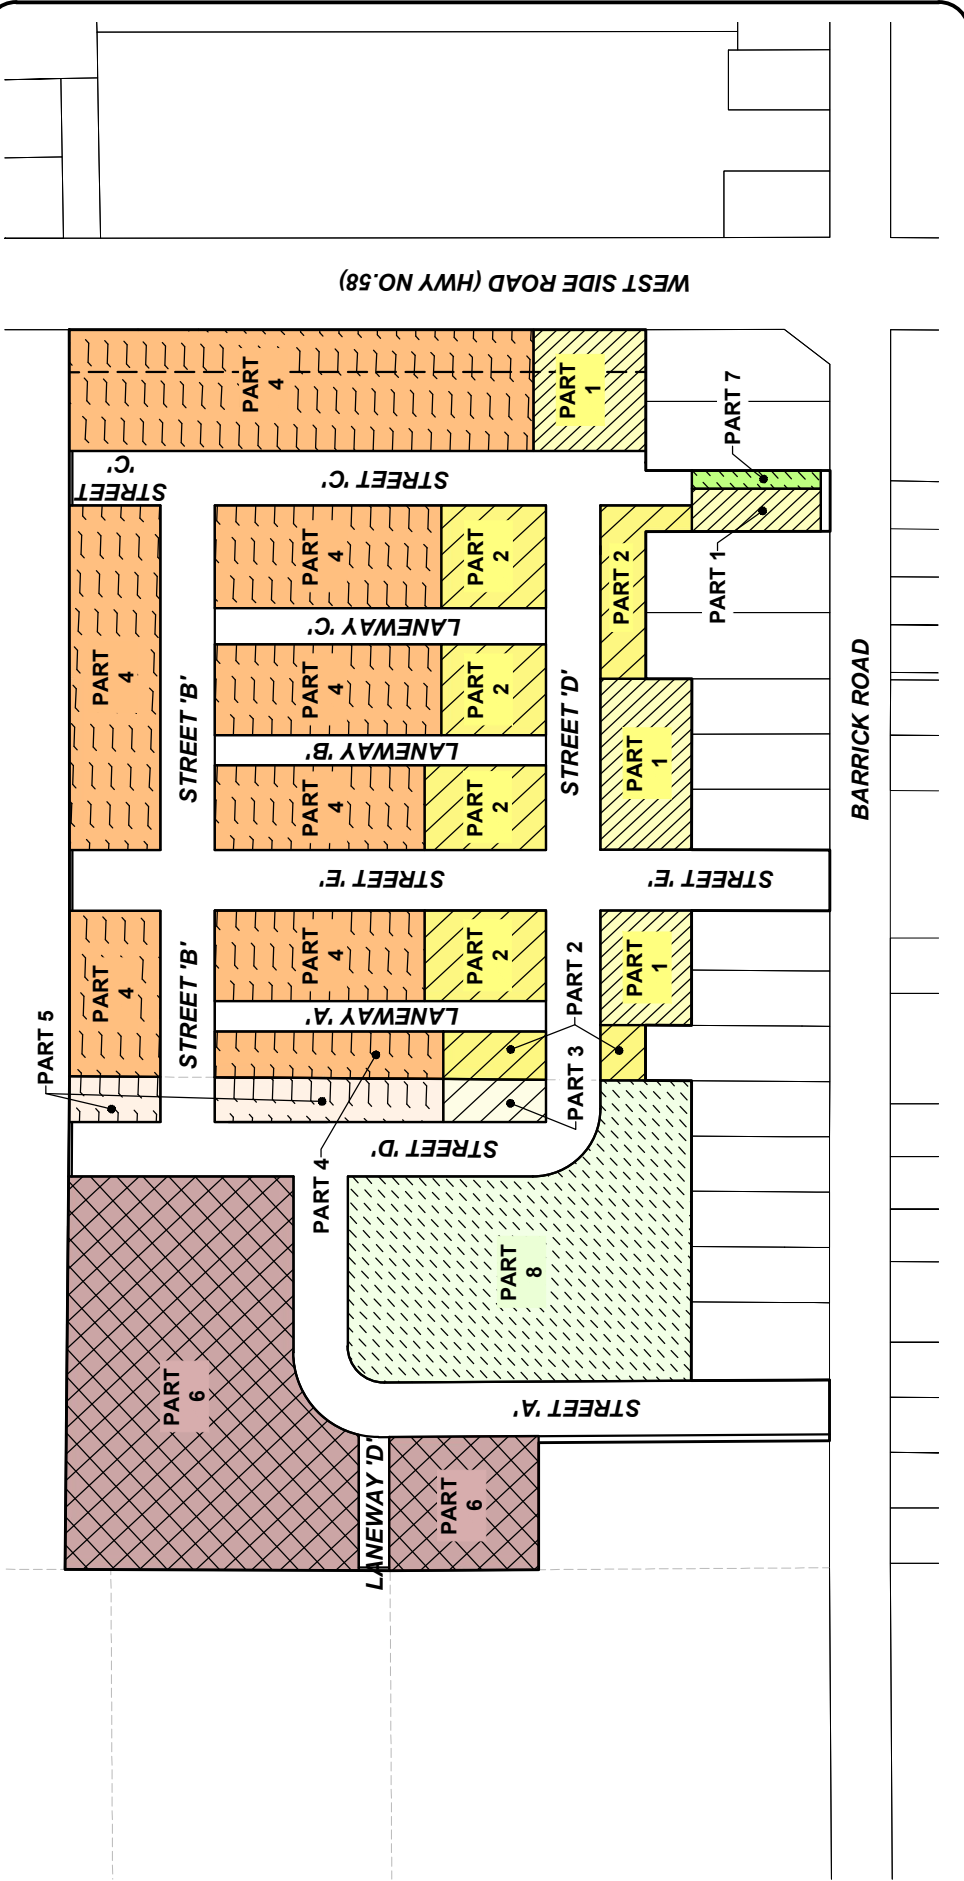 WEST SIDE ROAD (HWY NO.58)
PART
4
PART
1
PART 7
STREET
'C'
STREET 'C'
PART
4
PART
4
PART
2
PART 2
PART 1
LANEWAY 'C'
PART
4
PART
2
STREET 'B'
STREET 'D'
BARRICK ROAD
LANEWAY 'B'
PART
4
PART
2
PART
1
STREET 'E'
STREET 'E'
PART
4
PART
4
PART
2
PART
1
PART 2
STREET 'B'
LANEWAY 'A'
PART 5
PART 3
STREET 'D'
PART 4
PART
8
PART
6
STREET 'A'
LANEWAY 'D'
PART
6